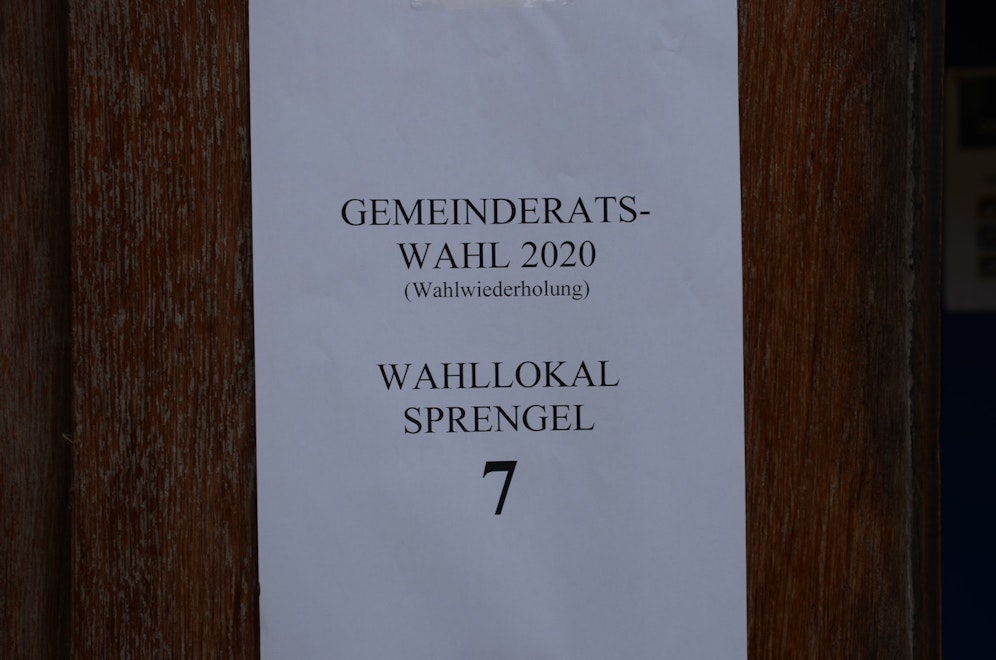 GEMEINDERATS-
WAHL 2020
(Wahlwiederholung)
WAHLLOKAL
SPRENGEL
7